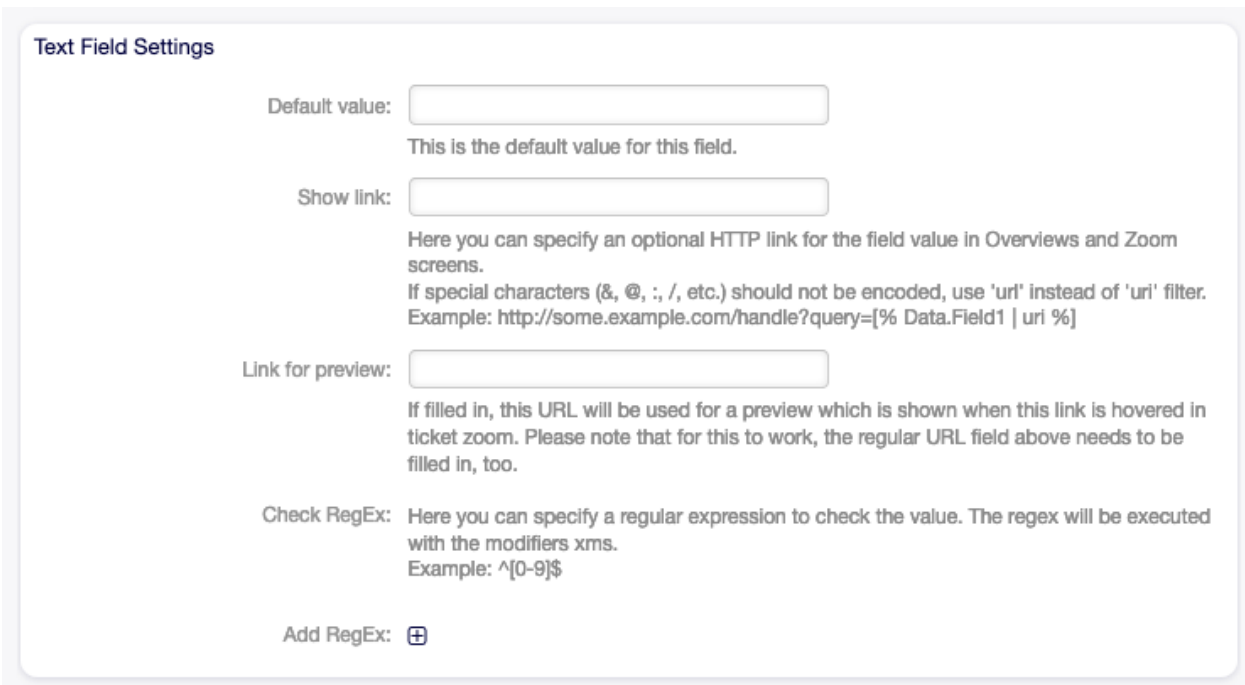 Text Field Settings
Default value:
This is the default value for this field.
Show link:
Here you can specify an optional HTTP link for the field value in Overviews and Zoom
screens.
If special characters (&, @, :, /, etc.) should not be encoded, use 'url' instead of 'uri' filter.
Example: http://some.example.com/handle?query=[% Data.Field1 | uri %]
Link for preview:
If filled in, this URL will be used for a preview which is shown when this link is hovered in
ticket zoom. Please note that for this to work, the regular URL field above needs to be
filled in, too.
Check RegEx: Here you can specify a regular expression to check the value. The regex will be executed
with the modifiers xms.
Example: ^[0-9]$
Add RegEx: